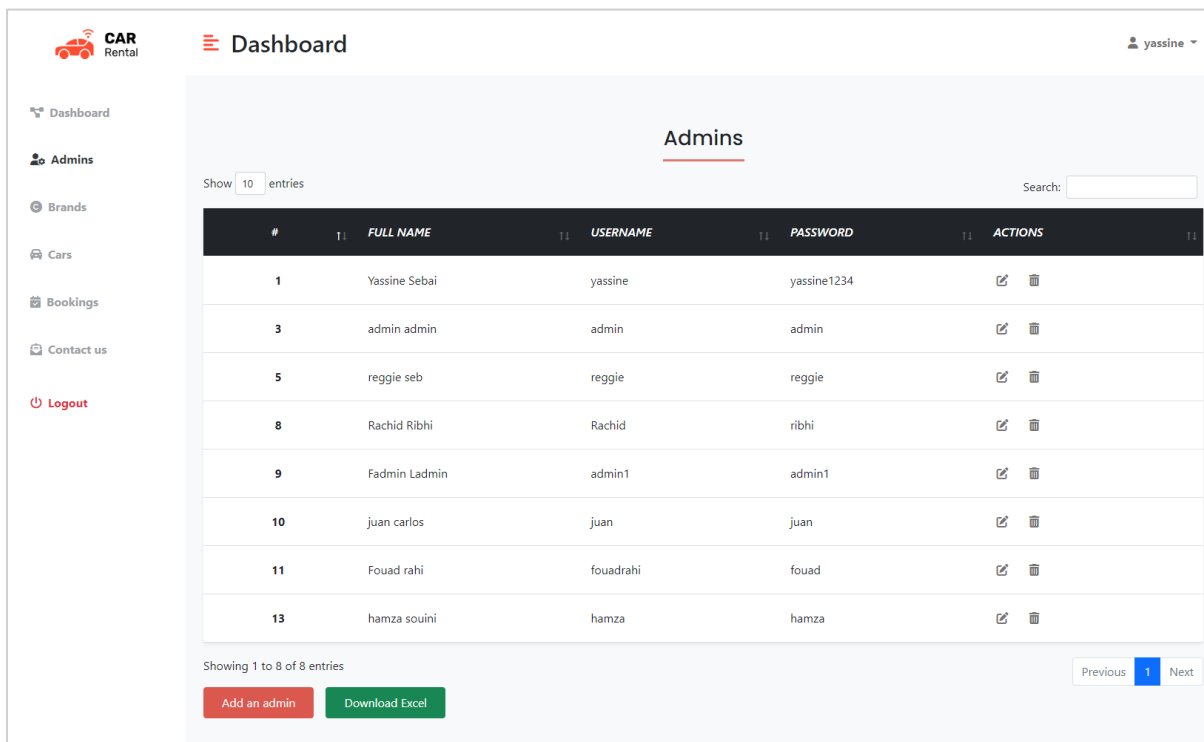 CAR
Rental
Dashboard
yassine
Dashboard
Admins
Brands
Cars
Bookings
Contact us
Logout
Admins
Show 10 entries
Search:
# FULL NAME USERNAME PASSWORD ACTIONS
1 Yassine Sebai yassine yassine1234
3 admin admin admin admin
5 reggie seb reggie reggie
8 Rachid Ribhi Rachid ribhi
9 Fadmin Ladmin admin1 admin1
10 juan carlos juan juan
11 Fouad rahi fouadrahi fouad
13 hamza souini hamza hamza
Showing 1 to 8 of 8 entries
Previous 1 Next
Add an admin Download Excel